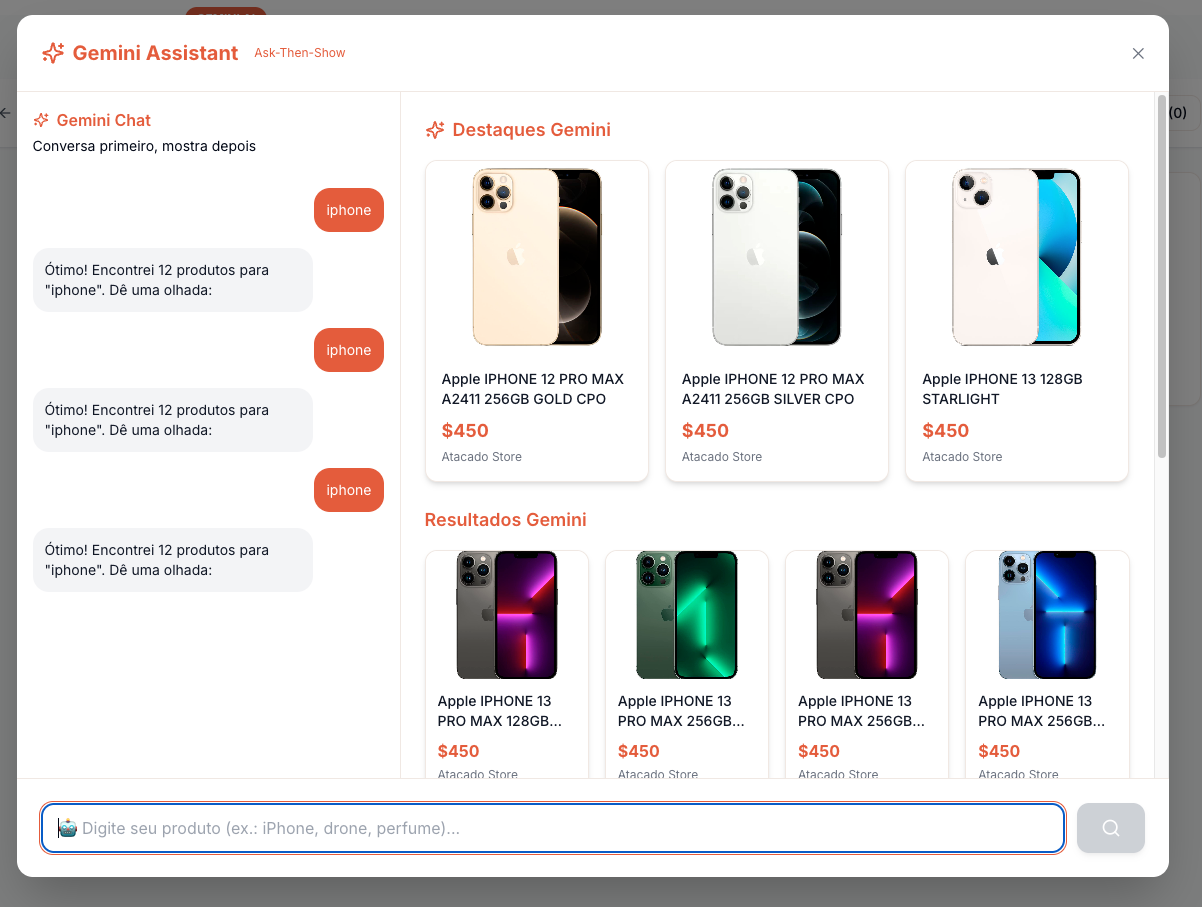 Gemini Assistant Ask-Then-Show
(0)
Gemini Chat
Conversa primeiro, mostra depois
iphone
Ótimo! Encontrei 12 produtos para
"iphone". Dê uma olhada:
iphone
Ótimo! Encontrei 12 produtos para
"iphone". Dê uma olhada:
iphone
Ótimo! Encontrei 12 produtos para
"iphone". Dê uma olhada:
Destaques Gemini
Apple IPHONE 12 PRO MAX
A2411 256GB GOLD CPO
$450
Atacado Store
Apple IPHONE 12 PRO MAX
A2411 256GB SILVER CPO
$450
Atacado Store
Apple IPHONE 13 128GB
STARLIGHT
$450
Atacado Store
Resultados Gemini
Apple IPHONE 13
PRO MAX 128GB...
$450
Atacado Store
Apple IPHONE 13
PRO MAX 256GB...
$450
Atacado Store
Apple IPHONE 13
PRO MAX 256GB...
$450
Atacado Store
Apple IPHONE 13
PRO MAX 256GB...
$450
Atacado Store
Digite seu produto (ex.: iPhone, drone, perfume)...